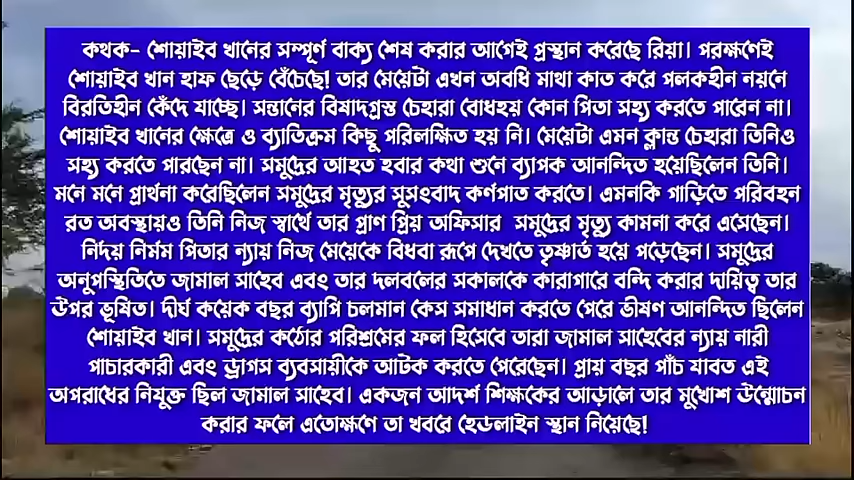 কথক- শোয়াইব খানের সম্পূর্ণ বাক্য শেষ করার আগেই প্রস্থান করেছে রিয়া। পরক্ষণেই
শোয়াইব খান হাফ ছেড়ে বেঁচেছে! তার মেয়েটা এখন অবধি মাথা কাত করে পলকহীন নয়নে
বিরতিহীন কেঁদে যাচ্ছে। সন্তানের বিষাদগ্রস্ত চেহারা বোধহয় কোন পিতা সহ্য করতে পারেন না।
শোয়াইব খানের ক্ষেত্রে ও ব্যাতিক্রম কিছু পরিলক্ষিত হয় নি। মেয়েটা এমন ক্লান্ত চেহারা তিনিও
সহ্য করতে পারছেন না। সমুদ্রের আহত হবার কথা শুনে ব্যাপক আনন্দিত হয়েছিলেন তিনি।
মনে মনে প্রার্থনা করেছিলেন সমুদ্রের মৃত্যুর সুসংবাদ কর্ণপাত করতে। এমনকি গাড়িতে পরিবহন
রত অবস্থায়ও তিনি নিজ স্বার্থে তার প্রাণ প্রিয় অফিসার সমুদ্রের মৃত্যু কামনা করে এসেছেন।
নির্দয় নির্মম পিতার ন্যায় নিজ মেয়েকে বিধবা রূপে দেখতে তৃষ্ণার্ত হয়ে পড়েছেন। সমুদ্রের
অনুপস্থিতিতে জামাল সাহেব এবং তার দলবলের সকালকে কারাগারে বন্দি করার দায়িত্ব তার
উপর ভূষিত। দীর্ঘ কয়েক বছর ব্যাপি চলমান কেস সমাধান করতে পেরে ভীষণ আনন্দিত ছিলেন
শোয়াইব খান। সমুদ্রের কঠোর পরিশ্রমের ফল হিসেবে তারা জামাল সাহেবের ন্যায় নারী
পাচারকারী এবং ড্রাগস ব্যবসায়ীকে আটক করতে পেরেছেন। প্রায় বছর পাঁচ যাবত এই
অপরাধের নিযুক্ত ছিল জামাল সাহেব। একজন আদর্শ শিক্ষকের আড়ালে তার মুখোশ উন্মোচন
করার ফলে এতোক্ষণে তা খবরে হেডলাইন স্থান নিয়েছে!